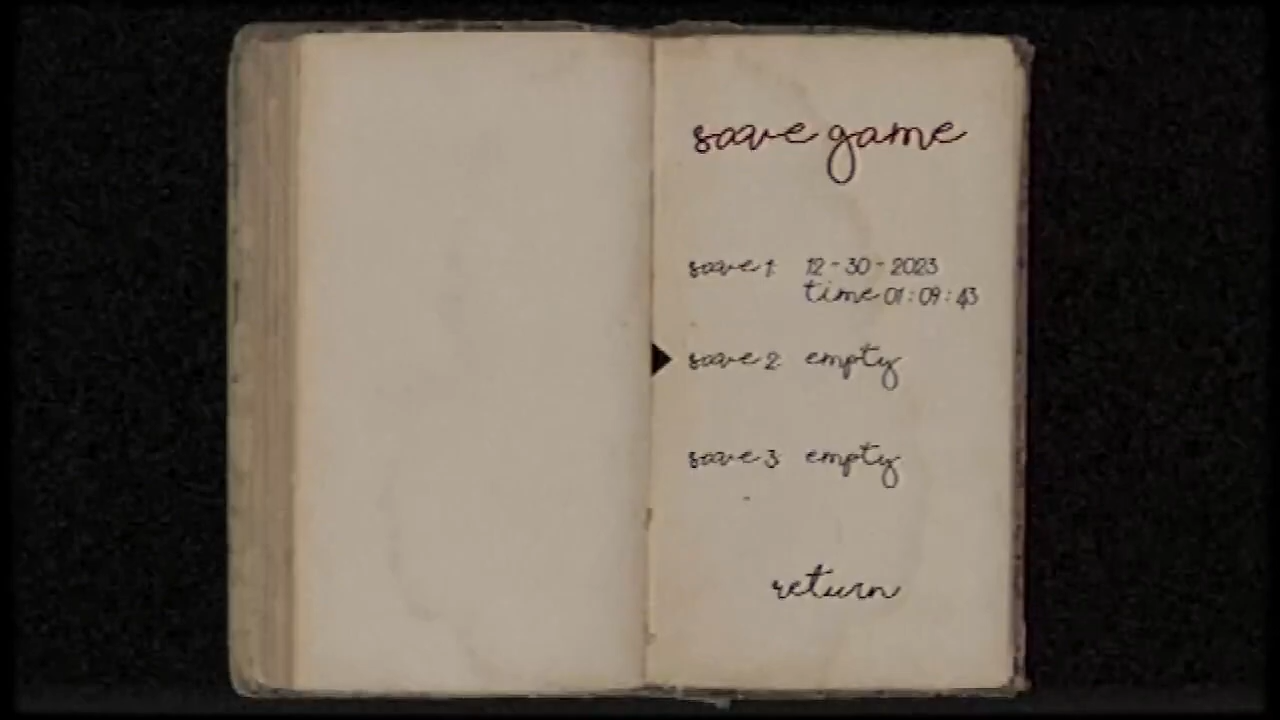 save game
save 1. 12-30-2023
time 01:09:43
save 2. empty
save 3. empty
return